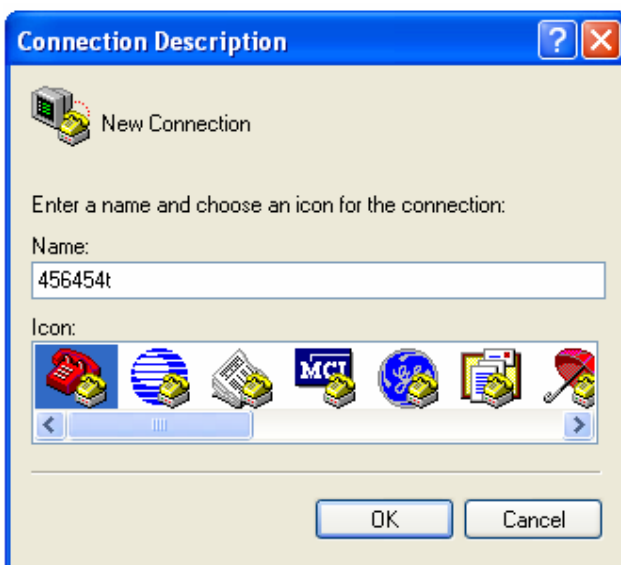 Connection Description
New Connection
Enter a name and choose an icon for the connection:
Name:
456454t
Icon:
MCI
OK
Cancel